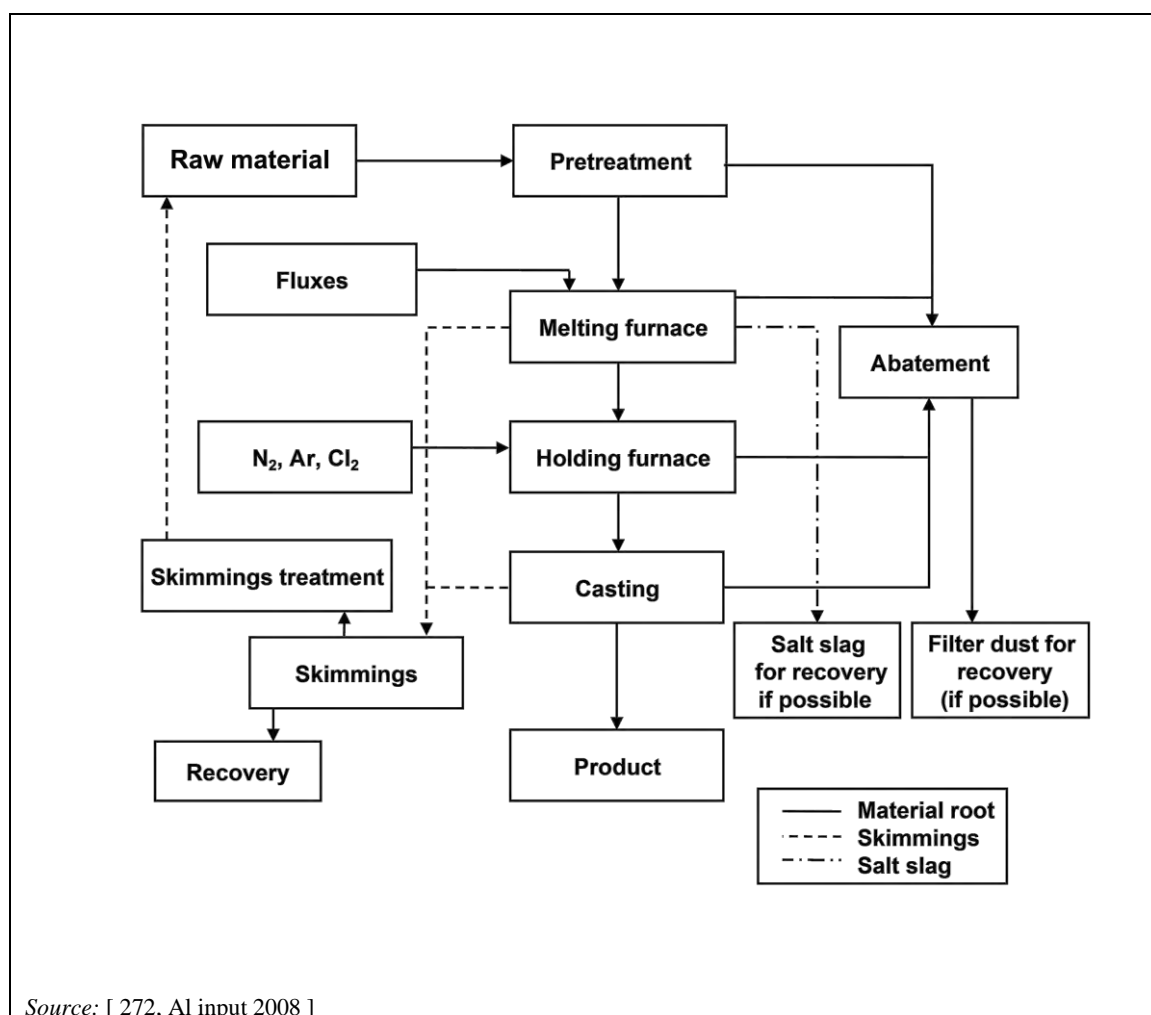 Raw material
Pretreatment
Fluxes
Melting furnace
Abatement
N₂, Ar, Cl₂
Holding furnace
Skimmings treatment
Casting
Skimmings
Salt slag
for recovery
if possible
Filter dust for
recovery
(if possible)
Recovery
Product
Material root
Skimmings
Salt slag
Source: [ 272, Al input 2008 ]